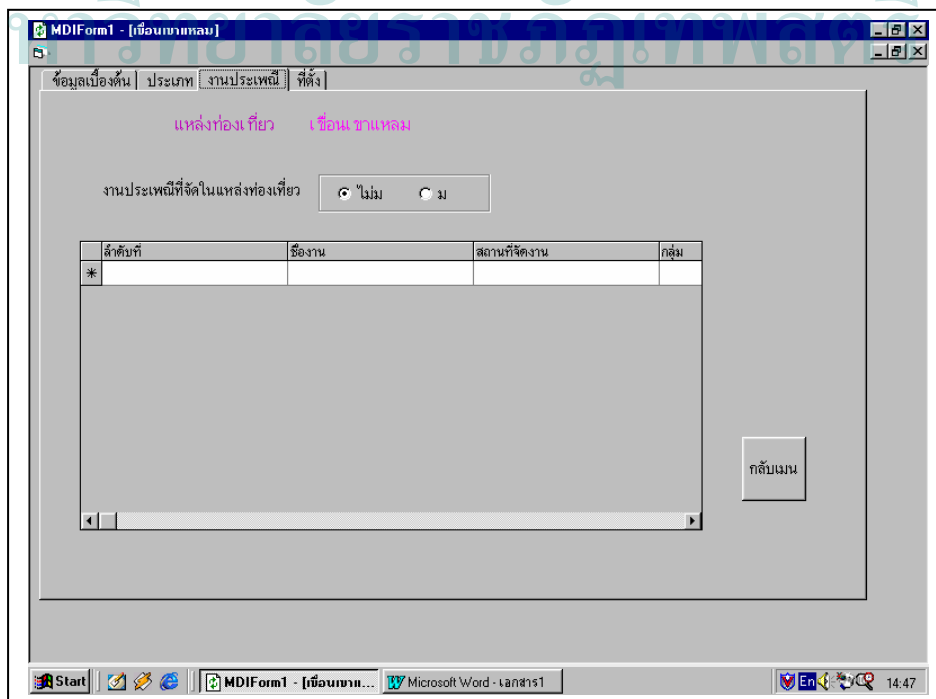 MDIForm1 - [เขื่อนเขาแหลม]
ข้อมูลเบื้องต้น ประเภท งานประเพณี ที่ตั้ง
แหล่งท่องเที่ยว เขื่อนเขาแหลม
งานประเพณีที่จัดในแหล่งท่องเที่ยว ไม่ม ม
ลำดับที่ ชื่องาน สถานที่จัดงาน กลุ่ม
กลับเมน
Start MDIForm1 - [เขื่อนเขาแ... Microsoft Word - เอกสาร1 En 14:47